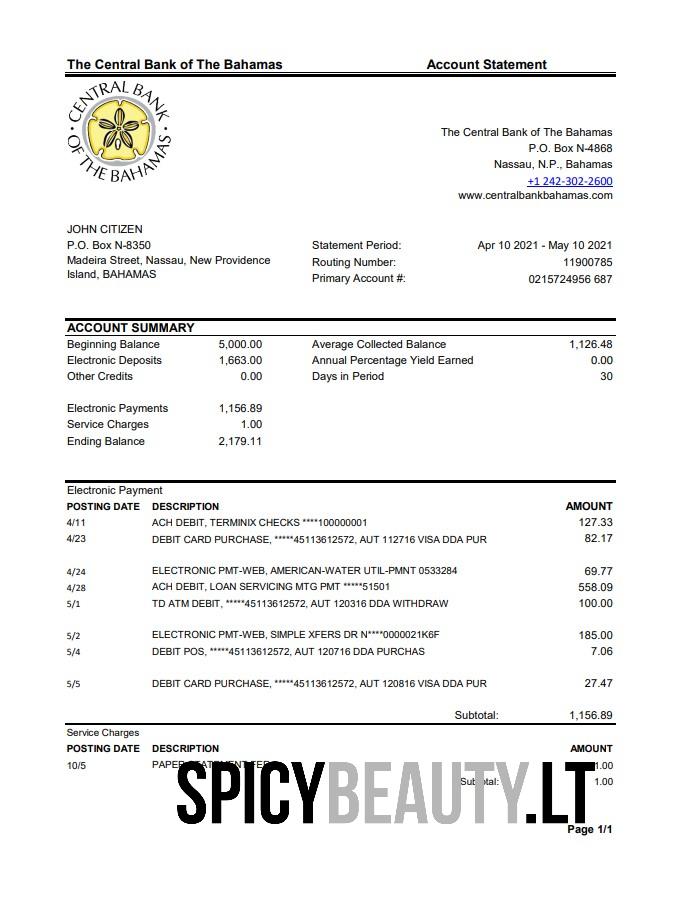 The Central Bank of The Bahamas Account Statement
CENTRAL BANK
OF THE BAHAMAS
The Central Bank of The Bahamas
P.O. Box N-4868
Nassau, N.P., Bahamas
+1 242-302-2600
www.centralbankbahamas.com
JOHN CITIZEN
P.O. Box N-8350
Madeira Street, Nassau, New Providence
Island, BAHAMAS
Statement Period: Apr 10 2021 - May 10 2021
Routing Number: 11900785
Primary Account #: 0215724956 687
ACCOUNT SUMMARY
Beginning Balance 5,000.00 Average Collected Balance 1,126.48
Electronic Deposits 1,663.00 Annual Percentage Yield Earned 0.00
Other Credits 0.00 Days in Period 30
Electronic Payments 1,156.89
Service Charges 1.00
Ending Balance 2,179.11
Electronic Payment
POSTING DATE DESCRIPTION AMOUNT
4/11 ACH DEBIT, TERMINIX CHECKS ****100000001 127.33
4/23 DEBIT CARD PURCHASE, *****45113612572, AUT 112716 VISA DDA PUR 82.17
4/24 ELECTRONIC PMT-WEB, AMERICAN-WATER UTIL-PMNT 0533284 69.77
4/28 ACH DEBIT, LOAN SERVICING MTG PMT *****51501 558.09
5/1 TD ATM DEBIT, *****45113612572, AUT 120316 DDA WITHDRAW 100.00
5/2 ELECTRONIC PMT-WEB, SIMPLE XFERS DR N****0000021K6F 185.00
5/4 DEBIT POS, *****45113612572, AUT 120716 DDA PURCHAS 7.06
5/5 DEBIT CARD PURCHASE, *****45113612572, AUT 120816 VISA DDA PUR 27.47
Subtotal: 1,156.89
Service Charges
POSTING DATE DESCRIPTION AMOUNT
10/5 PAPER STATEMENT FEES 1.00
Subtotal: 1.00
SPICYBEAUTY.LT
Page 1/1